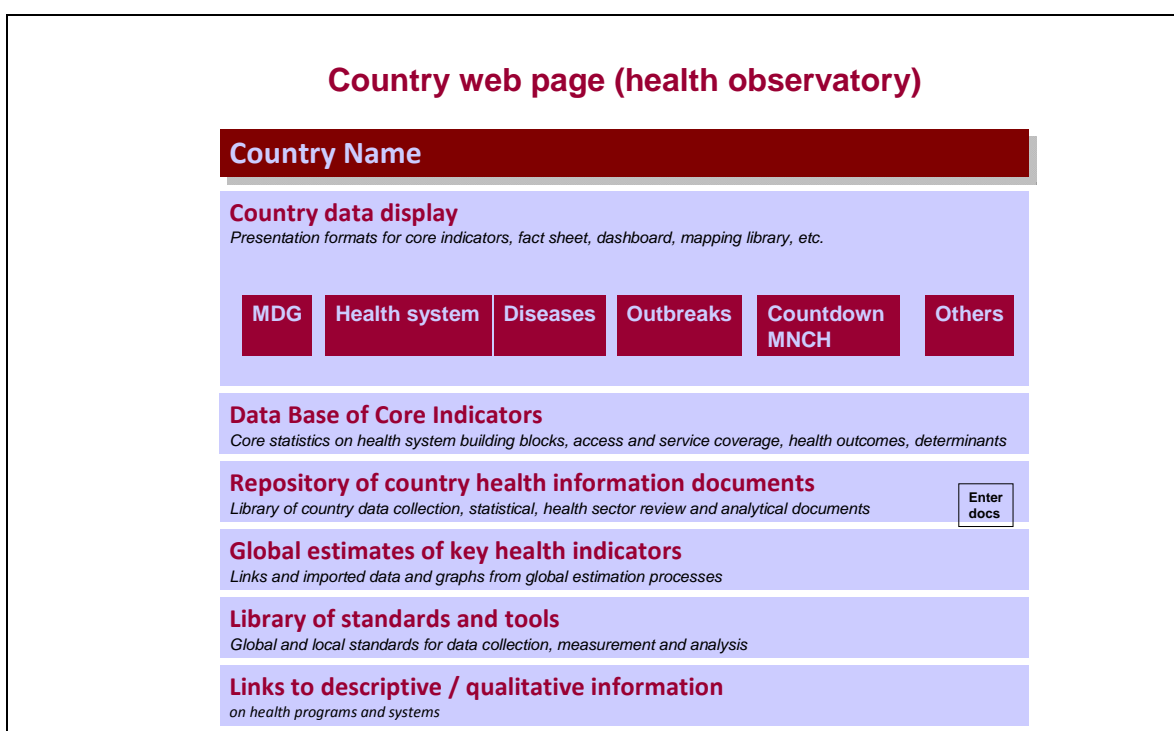 Country web page (health observatory)
Country Name
Country data display
Presentation formats for core indicators, fact sheet, dashboard, mapping library, etc.
MDG
Health system
Diseases
Outbreaks
Countdown
MNCH
Others
Data Base of Core Indicators
Core statistics on health system building blocks, access and service coverage, health outcomes, determinants
Repository of country health information documents
Library of country data collection, statistical, health sector review and analytical documents
Enter
docs
Global estimates of key health indicators
Links and imported data and graphs from global estimation processes
Library of standards and tools
Global and local standards for data collection, measurement and analysis
Links to descriptive / qualitative information
on health programs and systems